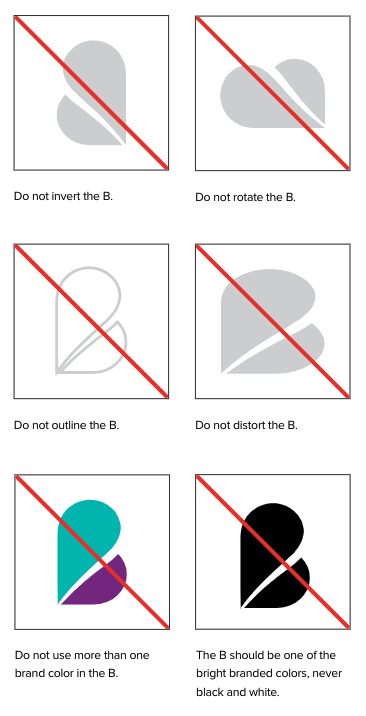 Do not invert the B.
Do not rotate the B.
Do not outline the B.
Do not distort the B.
Do not use more than one
brand color in the B.
The B should be one of the
bright branded colors, never
black and white.